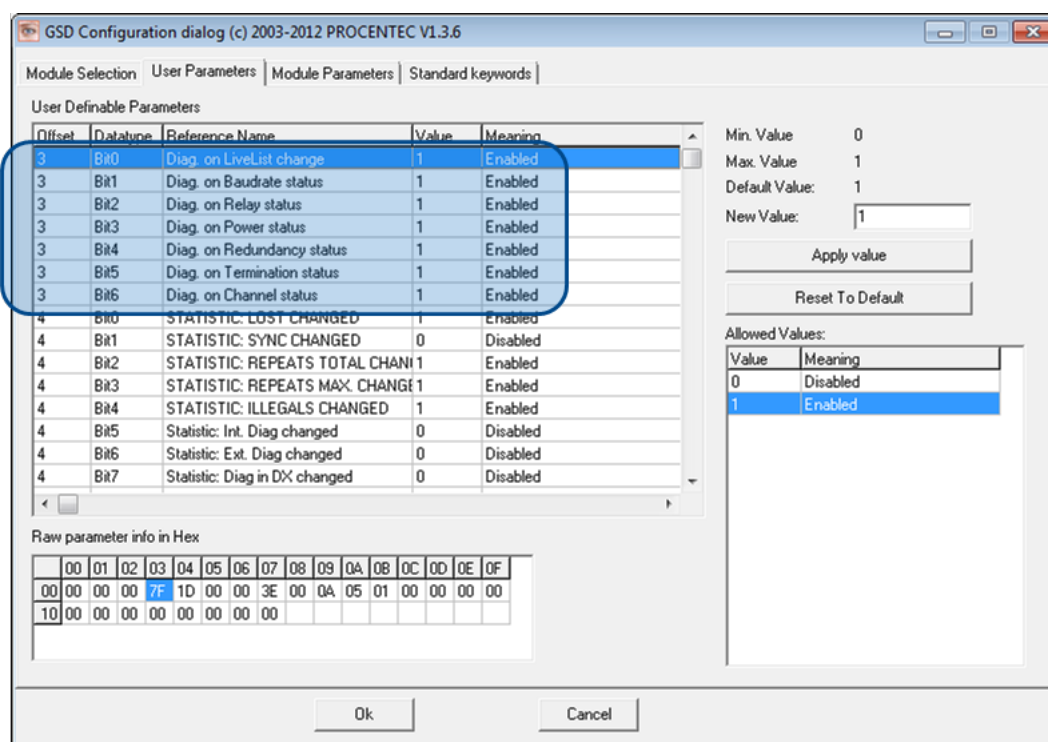 GSD Configuration dialog (c) 2003-2012 PROCENTEC V1.3.6
Module Selection User Parameters Module Parameters Standard keywords
User Definable Parameters
Offset Datatype Reference Name Value Meaning
3 Bit0 Diag. on LiveList change 1 Enabled
3 Bit1 Diag. on Baudrate status 1 Enabled
3 Bit2 Diag. on Relay status 1 Enabled
3 Bit3 Diag. on Power status 1 Enabled
3 Bit4 Diag. on Redundancy status 1 Enabled
3 Bit5 Diag. on Termination status 1 Enabled
3 Bit6 Diag. on Channel status 1 Enabled
4 Bit0 STATISTIC: LOST CHANGED 1 Enabled
4 Bit1 STATISTIC: SYNC CHANGED 0 Disabled
4 Bit2 STATISTIC: REPEATS TOTAL CHAN 1 Enabled
4 Bit3 STATISTIC: REPEATS MAX. CHANGE 1 Enabled
4 Bit4 STATISTIC: ILLEGALS CHANGED 1 Enabled
4 Bit5 Statistic: Int. Diag changed 0 Disabled
4 Bit6 Statistic: Ext. Diag changed 0 Disabled
4 Bit7 Statistic: Diag in DX changed 0 Disabled
Min. Value 0
Max. Value 1
Default Value: 1
New Value: 1
Apply value
Reset To Default
Allowed Values:
Value Meaning
0 Disabled
1 Enabled
Raw parameter info in Hex
00 01 02 03 04 05 06 07 08 09 0A 0B 0C 0D 0E 0F
00 00 00 00 7F 1D 00 00 3E 00 0A 05 01 00 00 00 00
10 00 00 00 00 00 00 00 00
Ok Cancel